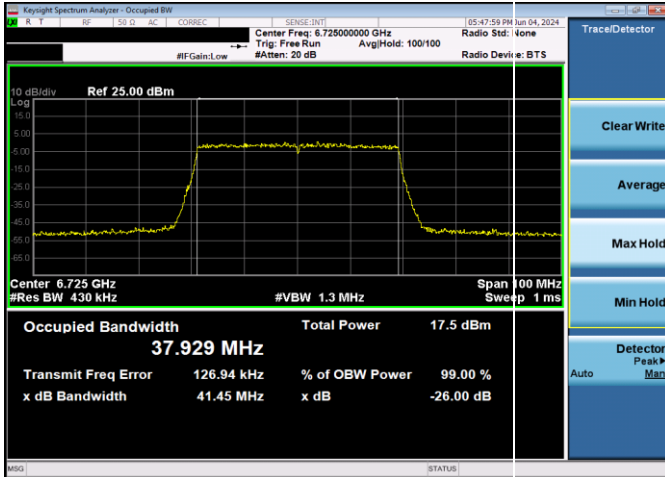 Keysight Spectrum Analyzer - Occupied BW
R T RF 50 Ω AC CORREC SENSE:INT 05:47:59 PM Jun 04, 2024
Center Freq: 6.725000000 GHz Radio Std: None
Trig: Free Run Avg|Hold: 100/100
#IFGain:Low #Atten: 20 dB Radio Device: BTS
Trace/Detector
10 dB/div Ref 25.00 dBm
Log
15.0
5.00
-5.00
-15.0
-25.0
-35.0
-45.0
-55.0
-65.0
Center 6.725 GHz Span 100 MHz
#Res BW 430 kHz #VBW 1.3 MHz Sweep 1 ms
Occupied Bandwidth Total Power 17.5 dBm
37.929 MHz
Transmit Freq Error 126.94 kHz % of OBW Power 99.00 %
x dB Bandwidth 41.45 MHz x dB -26.00 dB
Clear Write
Average
Max Hold
Min Hold
Detector
Peak▶
Auto Man
MSG STATUS